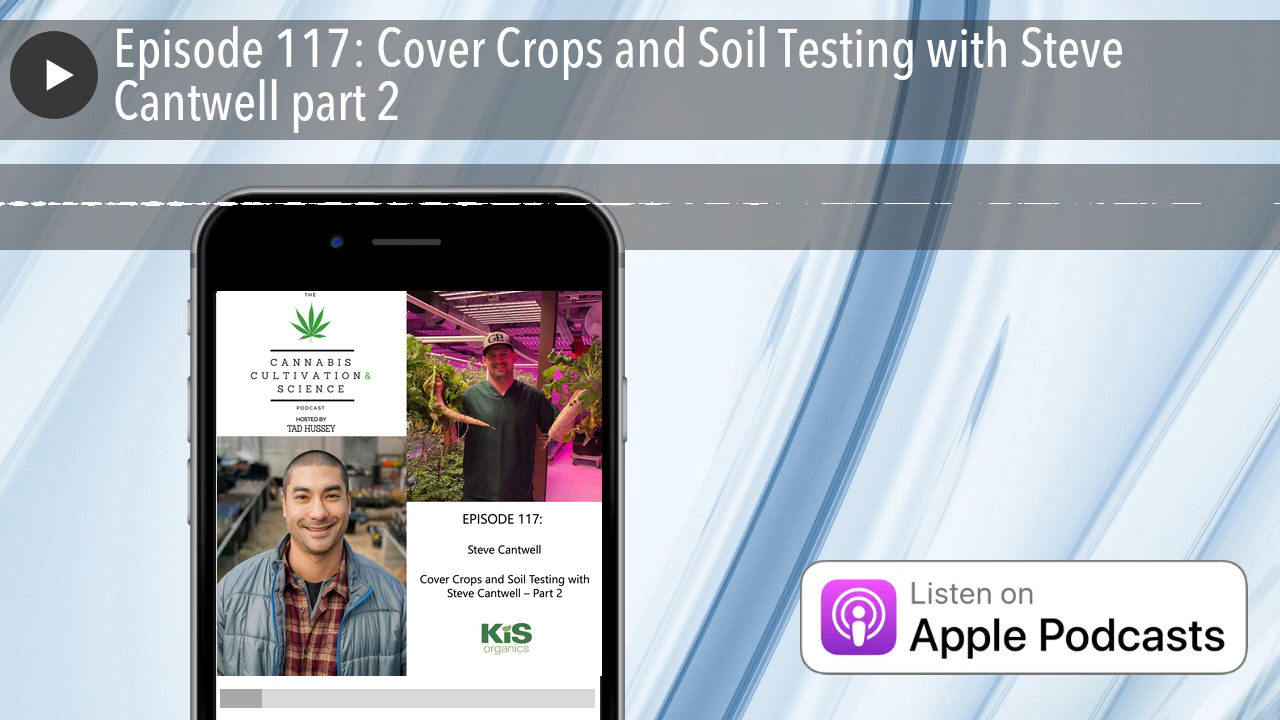 Episode 117: Cover Crops and Soil Testing with Steve
Cantwell part 2
THE
CANNABIS
CULTIVATION &
SCIENCE
PODCAST
HOSTED BY
TAD HUSSEY
GP
EPISODE 117:
Steve Cantwell
Cover Crops and Soil Testing with
Steve Cantwell – Part 2
KiS
organics
Listen on
Apple Podcasts